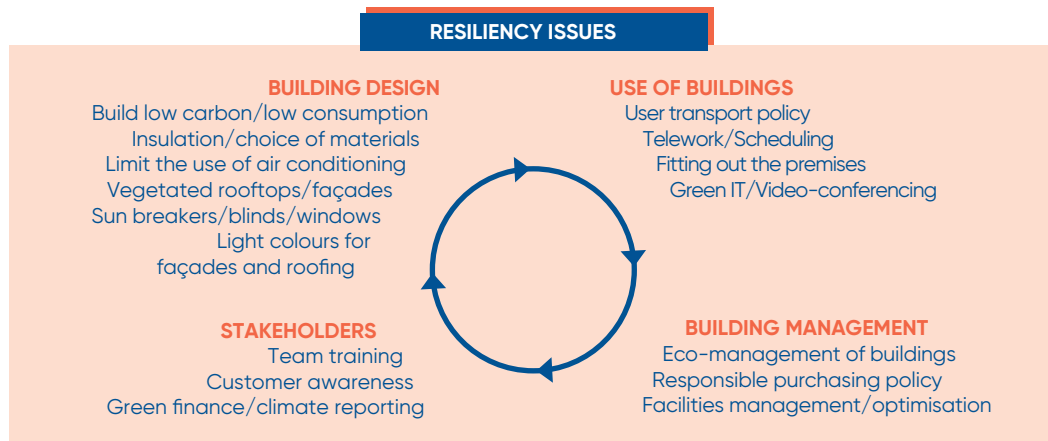 RESILIENCY ISSUES
BUILDING DESIGN
Build low carbon/low consumption
Insulation/choice of materials
Limit the use of air conditioning
Vegetated rooftops/façades
Sun breakers/blinds/windows
Light colours for
façades and roofing
USE OF BUILDINGS
User transport policy
Telework/Scheduling
Fitting out the premises
Green IT/Video-conferencing
STAKEHOLDERS
Team training
Customer awareness
Green finance/climate reporting
BUILDING MANAGEMENT
Eco-management of buildings
Responsible purchasing policy
Facilities management/optimisation